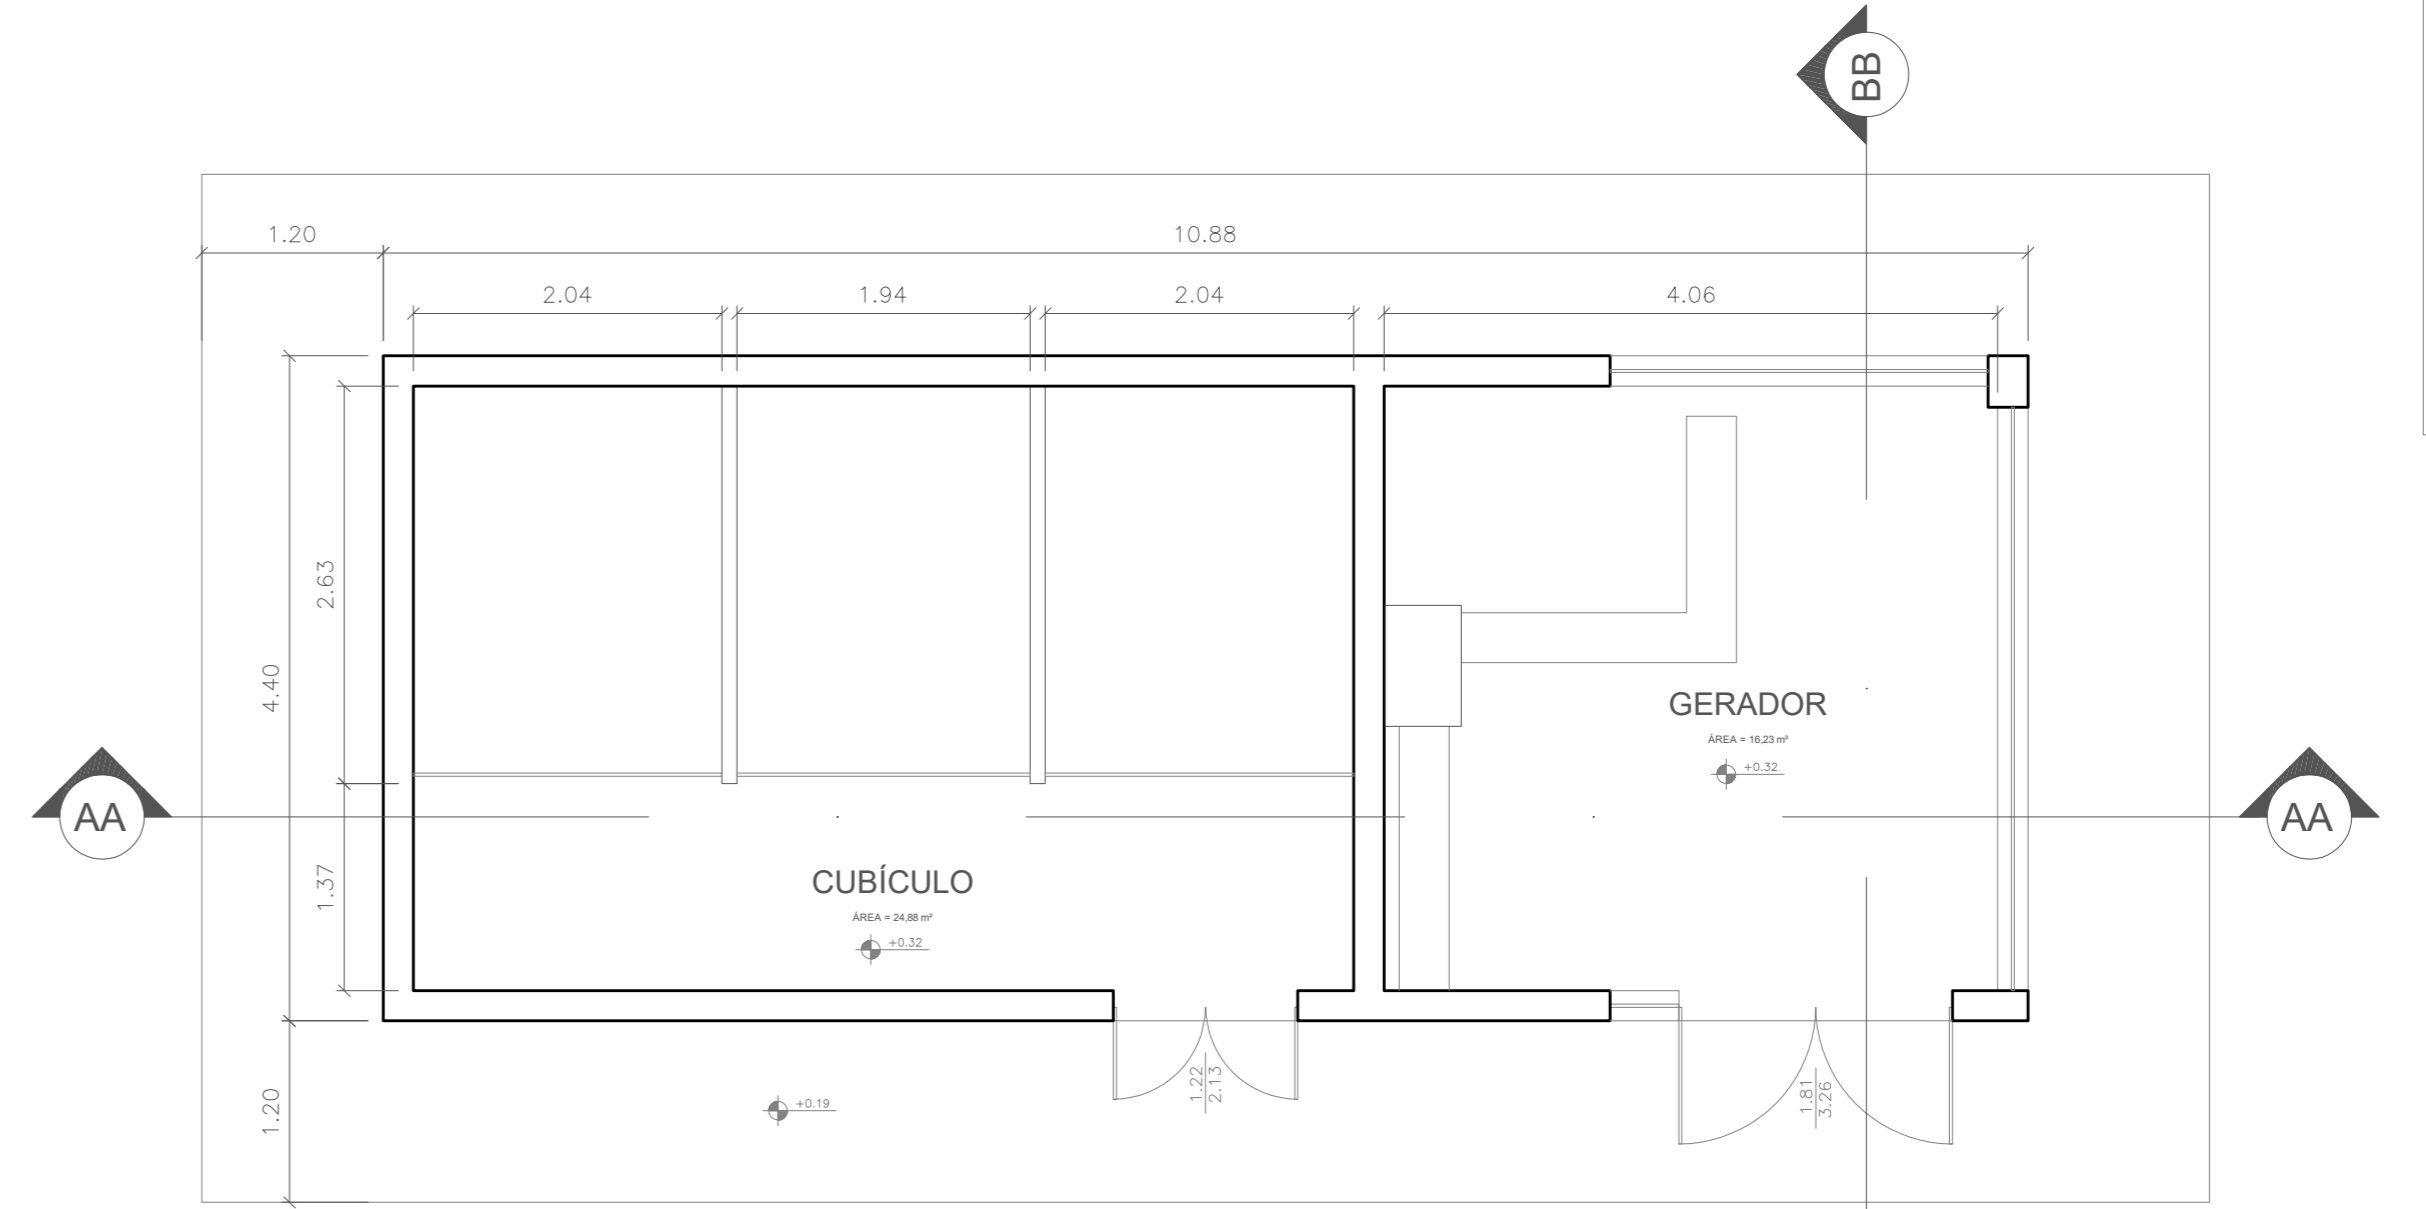 BB
1.20
10.88
2.04
1.94
2.04
4.06
2.63
4.40
GERADOR
ÁREA = 16,23 m²
+0.32
AA
AA
1.37
CUBÍCULO
ÁREA = 24,88 m²
+0.32
1.20
+0.19
1.22
2.13
1.81
3.26